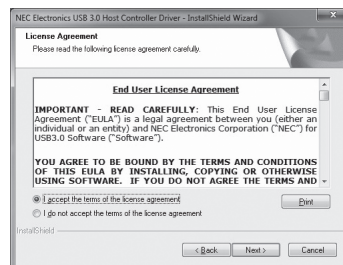 NEC Electronics USB 3.0 Host Controller Driver - InstallShield Wizard
x
License Agreement
Please read the following license agreement carefully.
End User License Agreement
IMPORTANT - READ CAREFULLY: This End User License
Agreement ("EULA") is a legal agreement between you (either an
individual or an entity) and NEC Electronics Corporation ("NEC") for
USB3.0 Software ("Software").
YOU AGREE TO BE BOUND BY THE TERMS AND CONDITIONS
OF THIS EULA BY INSTALLING, COPYING OR OTHERWISE
USING SOFTWARE. IF YOU DO NOT AGREE THE TERMS AND
I accept the terms of the license agreement
Print
I do not accept the terms of the license agreement
InstallShield
< Back
Next >
Cancel